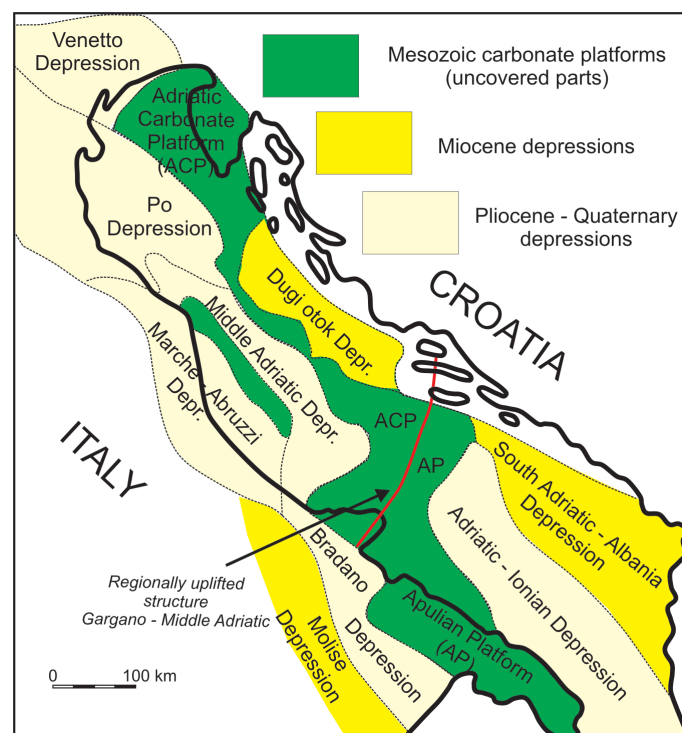 Venetto
Depression
Mesozoic carbonate platforms
(uncovered parts)
Adriatic
Carbonate
Platform
(ACP)
Miocene depressions
Po
Depression
Pliocene - Quaternary
depressions
CROATIA
Dugi otok Depr.
Middle Adriatic Depr.
Marche - Abruzzi
Depr.
ITALY
ACP
AP
South Adriatic - Albania
Depression
Adriatic - Ionian Depression
Bradano
Depression
Regionally uplifted
structure
Gargano - Middle Adriatic
Molise
Depression
Apulian Platform
(AP)
0 100 km